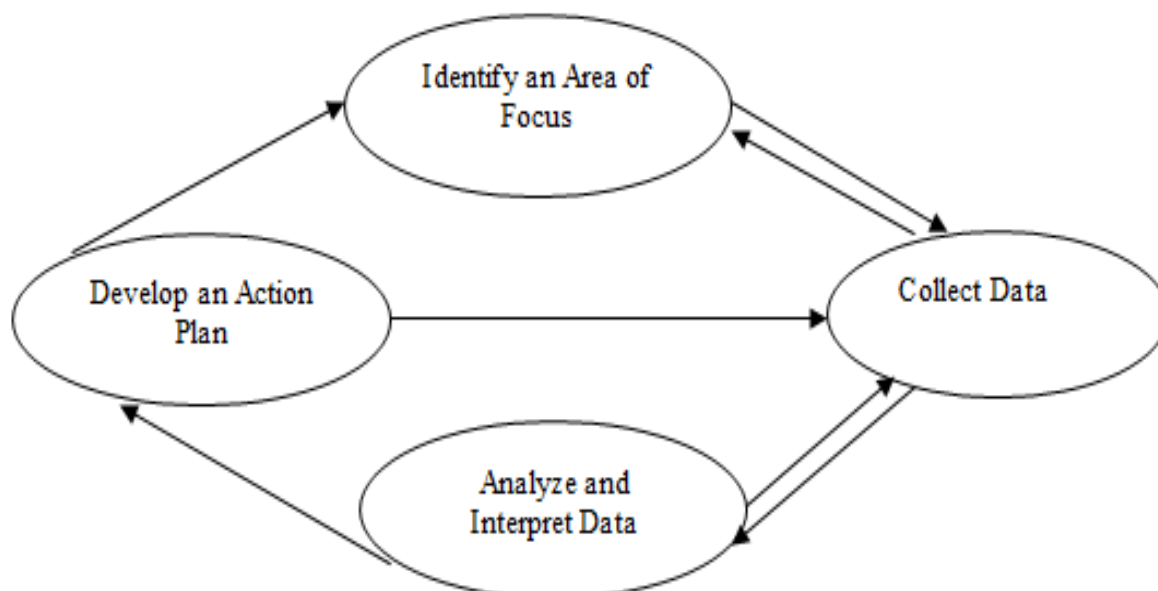 Identify an Area of
Focus
Develop an Action
Plan
Collect Data
Analyze and
Interpret Data